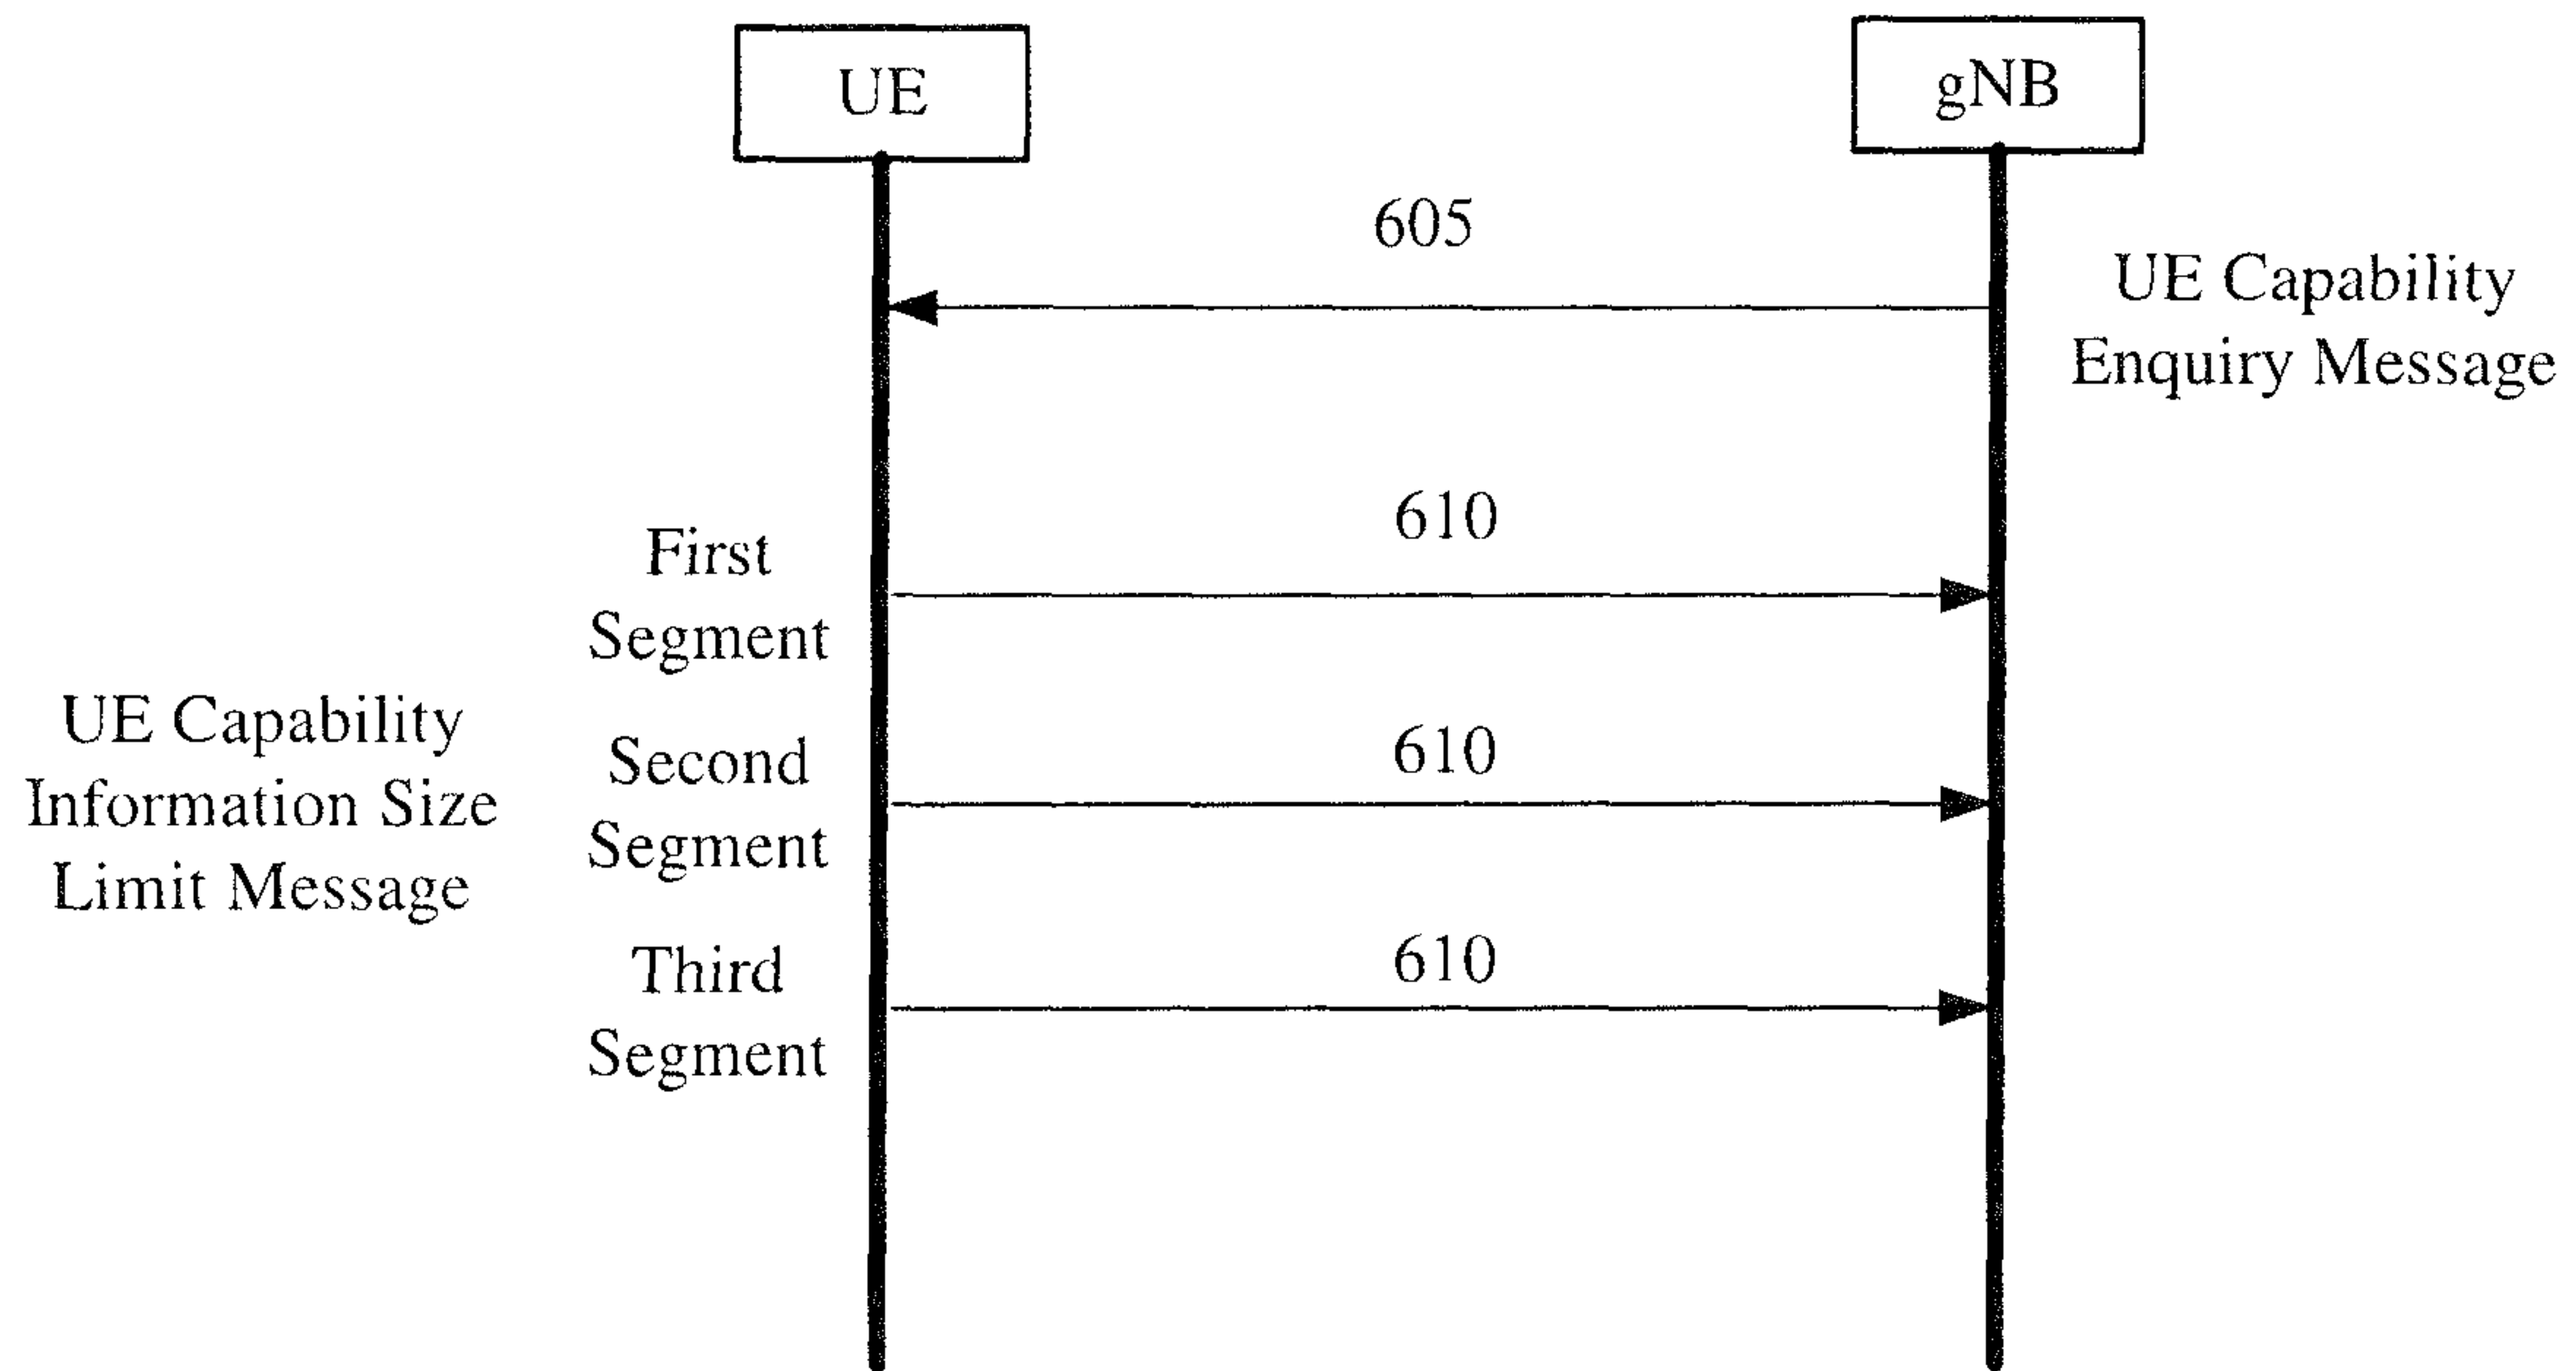 UE
gNB
605
UE Capability
Enquiry Message
610
First
Segment
UE Capability
Information Size
Limit Message
610
Second
Segment
610
Third
Segment